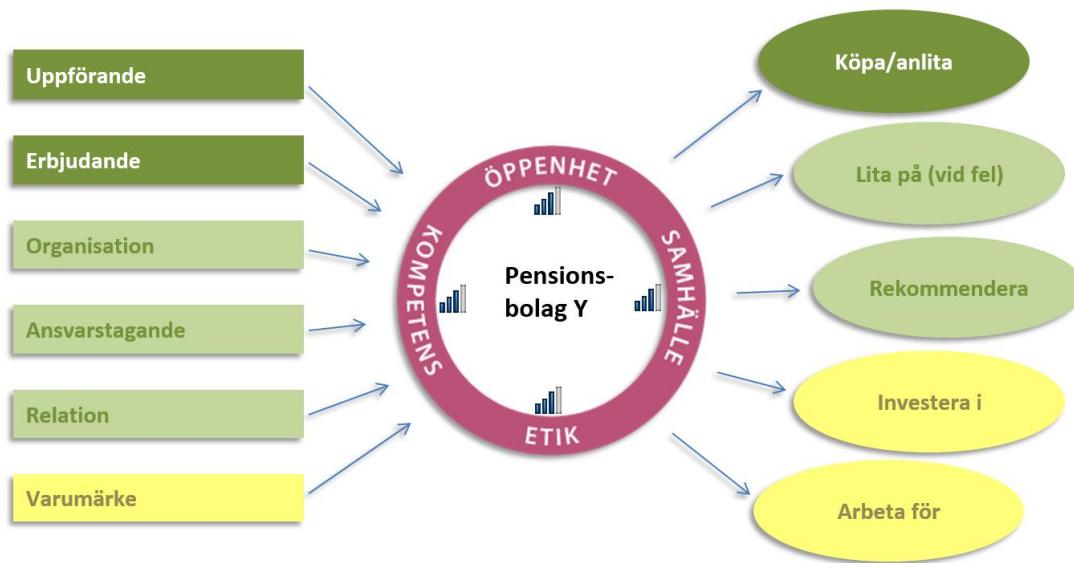 Uppförande
Erbjudande
Organisation
Ansvarstagande
Relation
Varumärke
ÖPPENHET
KOMPETENS
SAMHÄLLE
ETIK
Pensions-
bolag Y
Köpa/anlita
Lita på (vid fel)
Rekommendera
Investera i
Arbeta för